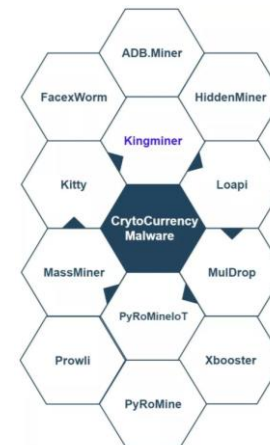 ADB.Miner
FacexWorm
HiddenMiner
Kingminer
Kitty
Loapi
CrytoCurrency
Malware
MassMiner
MulDrop
PyRoMineIoT
Prowli
Xbooster
PyRoMine